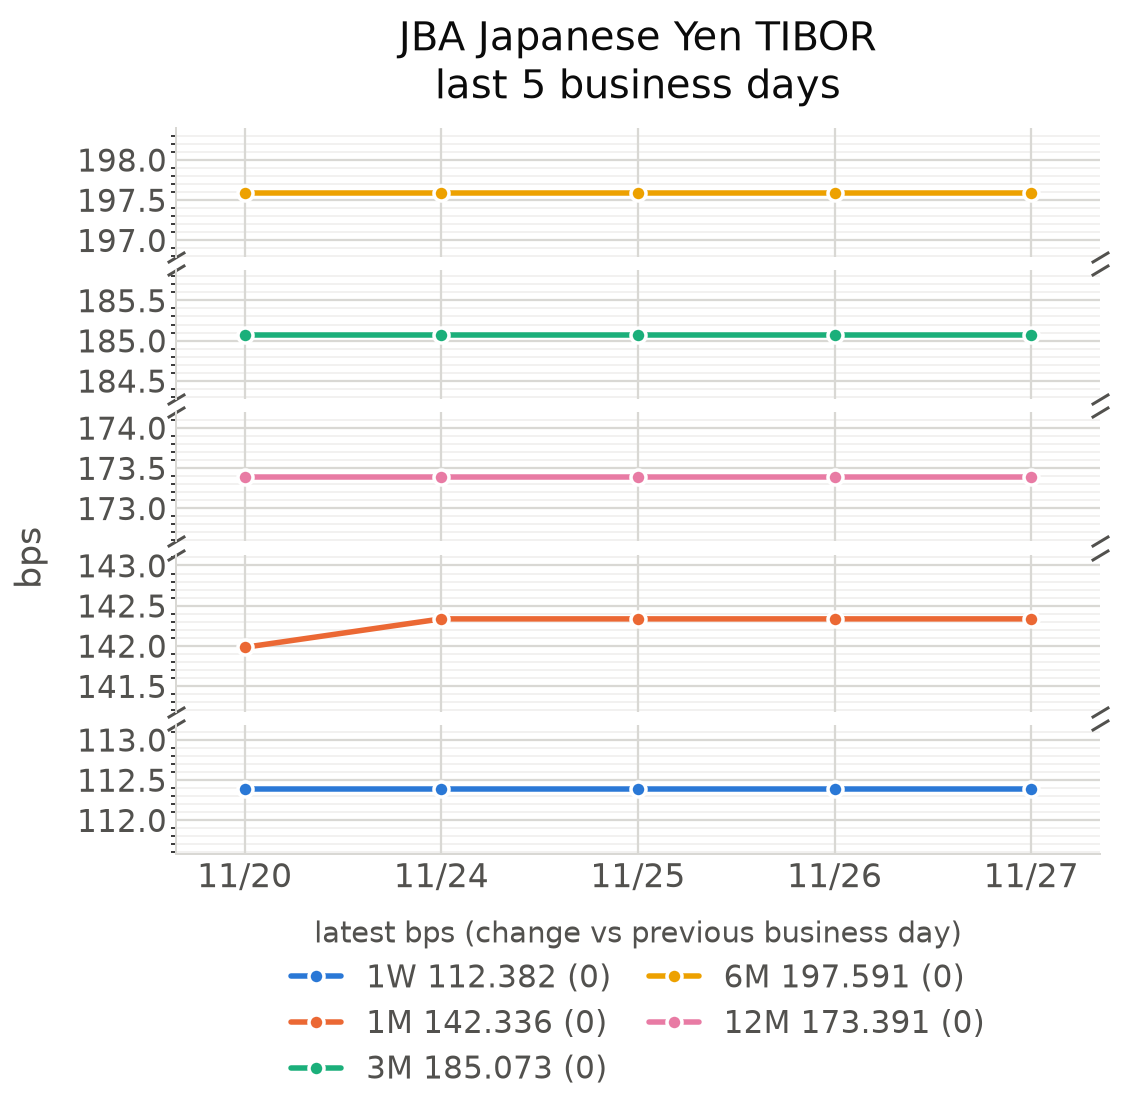 JBA Japanese Yen TIBOR
last 5 business days
198.0
197.5
197.0
185.5
185.0
184.5
174.0
173.5
173.0
bps
143.0
142.5
142.0
141.5
113.0
112.5
112.0
11/20 11/24 11/25 11/26 11/27
latest bps (change vs previous business day)
1W 112.382 (0) 6M 197.591 (0)
1M 142.336 (0) 12M 173.391 (0)
3M 185.073 (0)